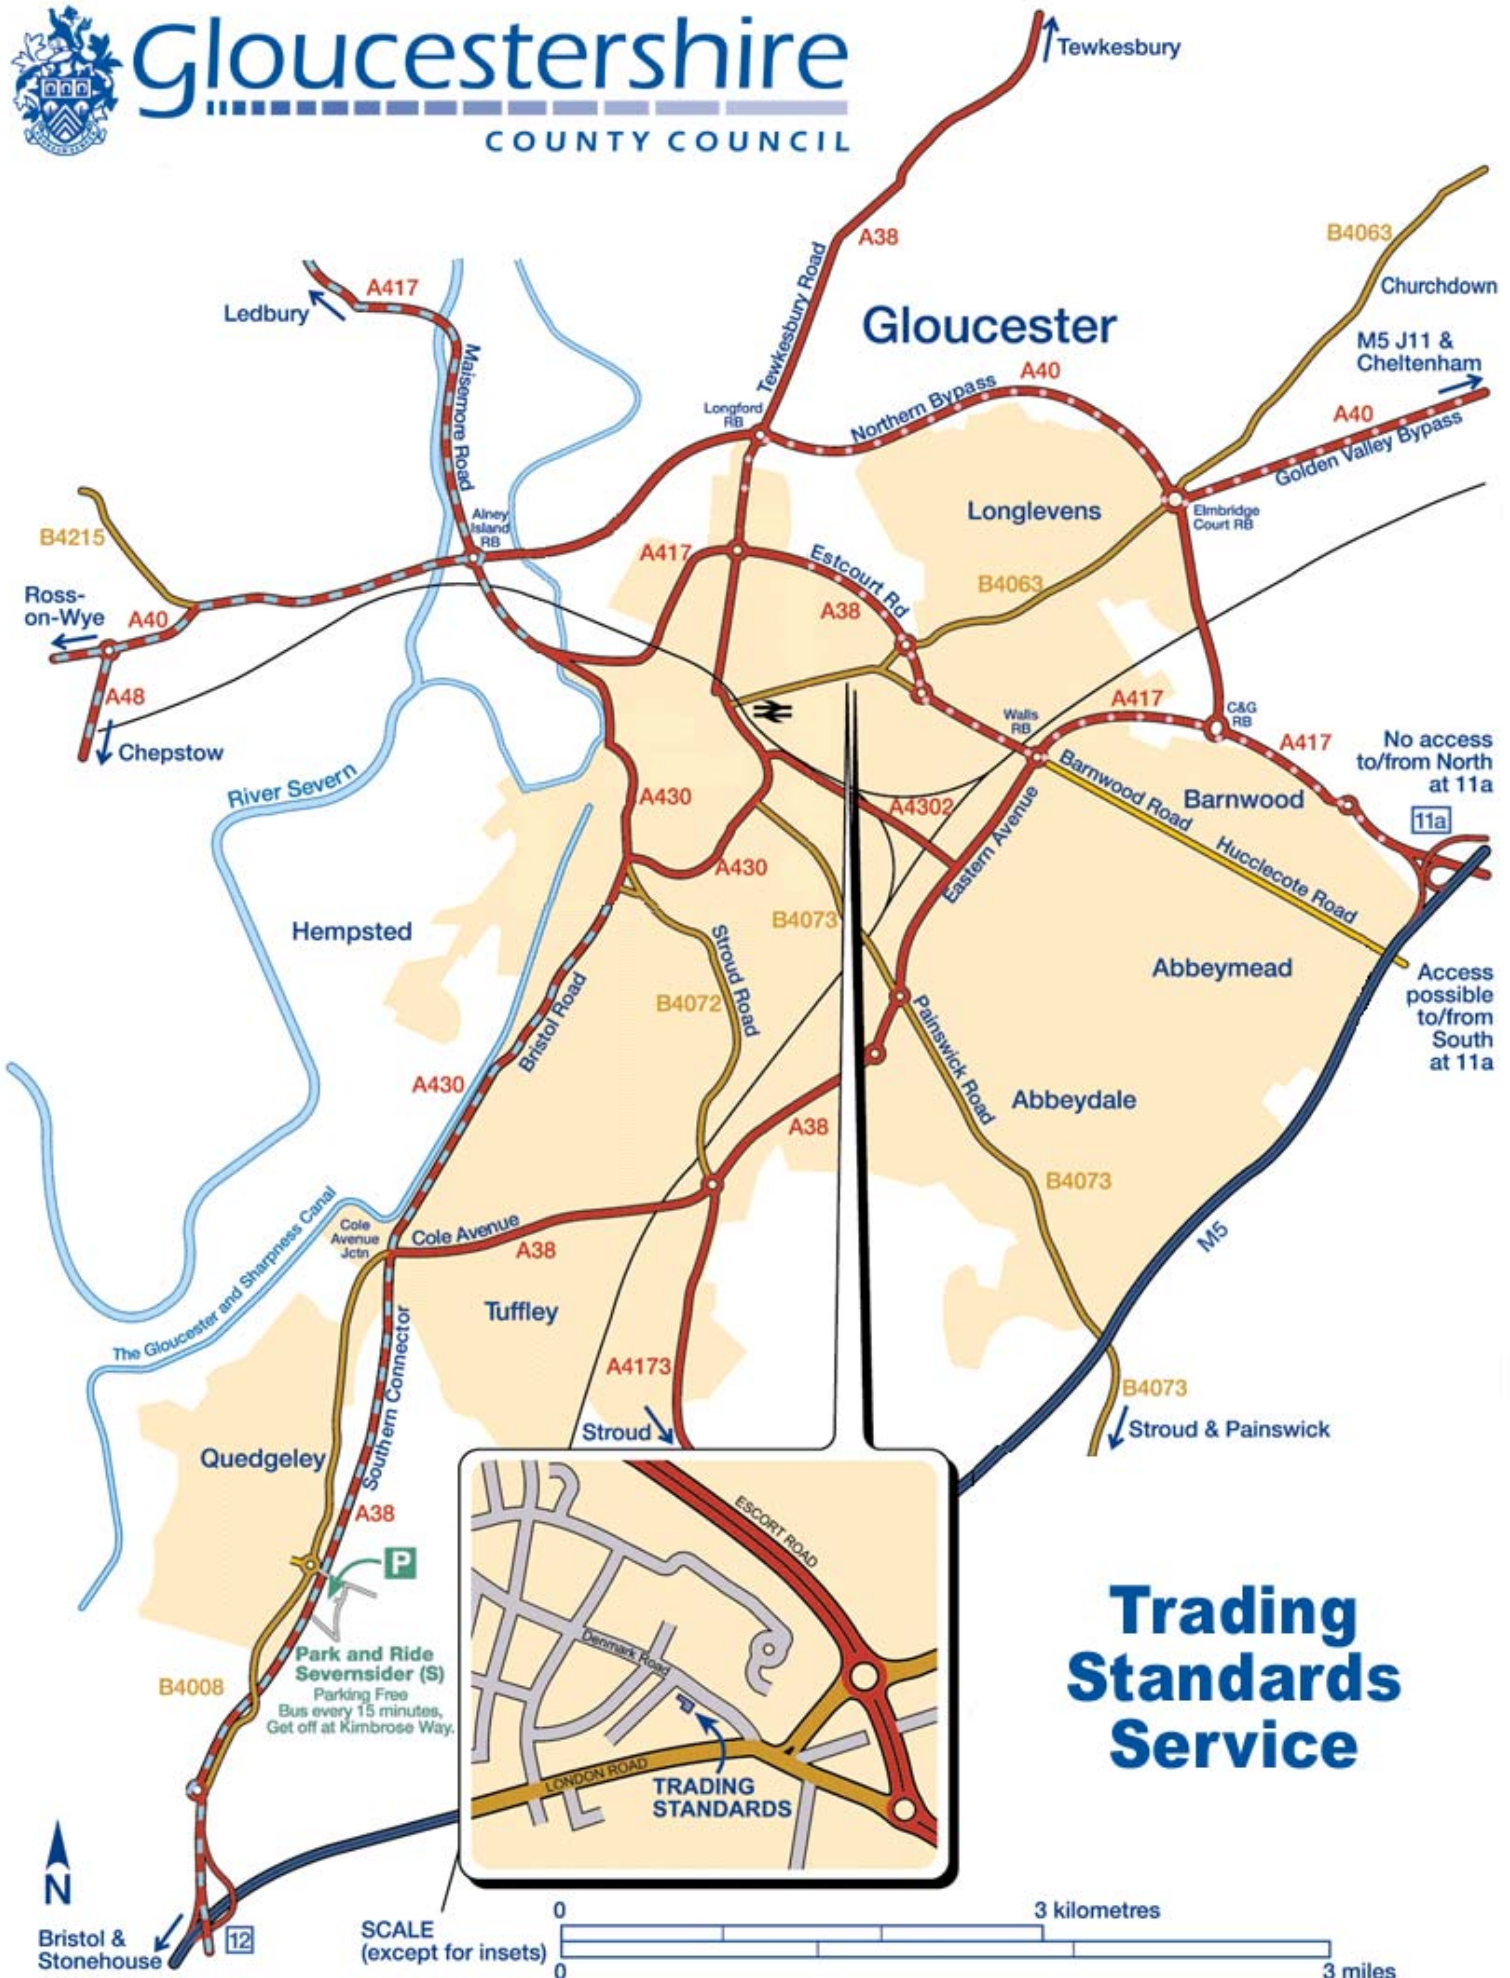 Gloucestershire
COUNTY COUNCIL
Tewkesbury
A38
Tewkesbury Road
B4063
Churchdown
Gloucester
M5 J11 &
Cheltenham
A417
Ledbury
Maisemore Road
Longford
RB
Northern Bypass
A40
A40
Golden Valley Bypass
Longlevens
Elmbridge
Court RB
B4215
Alney
Island
RB
A417
Estcourt Rd
A38
B4063
Ross-
on-Wye
A40
A48
Chepstow
River Severn
Walls
RB
A417
C&G
RB
A417
No access
to/from North
at 11a
11a
A430
A4302
Eastern Avenue
Barnwood Road
Barnwood
Hucclecote Road
A430
Hempsted
B4073
Stroud Road
B4072
Abbeymead
Access
possible
to/from
South
at 11a
Bristol Road
A430
Painswick Road
Abbeydale
A38
B4073
M5
The Gloucester and Sharpness Canal
Cole
Avenue
Jctn
Cole Avenue
A38
Tuffley
Southern Connector
A4173
Stroud
B4073
Stroud & Painswick
Quedgeley
A38
P
Park and Ride
Severnsider (S)
Parking Free
Bus every 15 minutes,
Get off at Kimbrose Way.
B4008
ESCORT ROAD
Denmark Road
LONDON ROAD
TRADING
STANDARDS
Trading
Standards
Service
N
Bristol &
Stonehouse
12
SCALE
(except for insets)
0
3 kilometres
0
3 miles